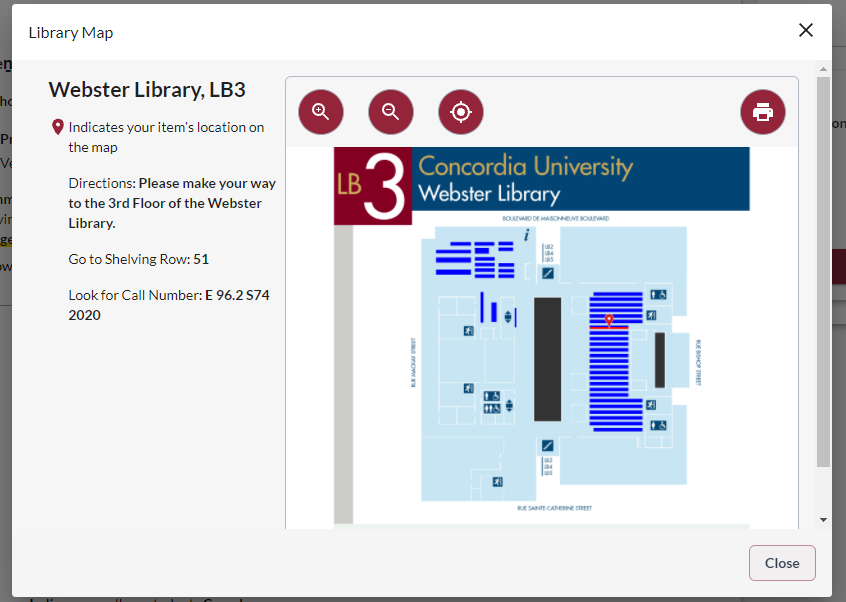 Library Map
Webster Library, LB3
Indicates your item's location on
the map
Directions: Please make your way
to the 3rd Floor of the Webster
Library.
Go to Shelving Row: 51
Look for Call Number: E 96.2 S74
2020
LB 3
Concordia University
Webster Library
BOULEVARD DE MAISONNEUVE BOULEVARD
i
LB2
LB4
LB5
RUE MACKAY STREET
RUE BISHOP STREET
LB2
LB4
LB5
RUE SAINTE-CATHERINE STREET
Close